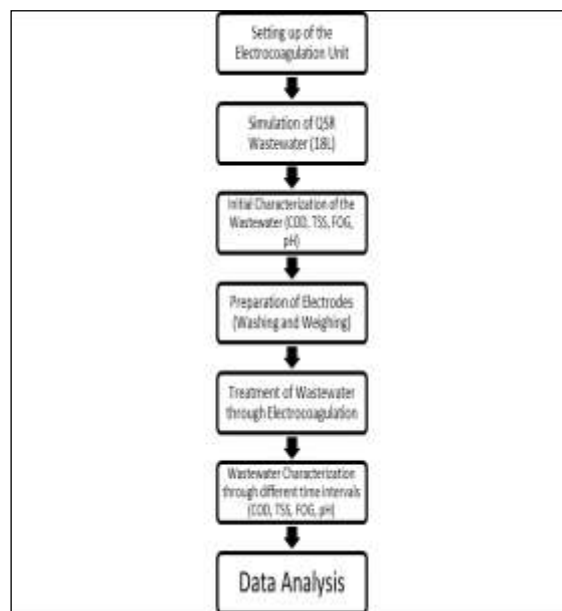 Setting up of the
Electrocoagulation Unit
Simulation of QSR
Wastewater (18L)
Initial Characterization of the
Wastewater (COD, TSS, FOG,
pH)
Preparation of Electrodes
(Washing and Weighing)
Treatment of Wastewater
through Electrocoagulation
Wastewater Characterization
through different time intervals
(COD, TSS, FOG, pH)
Data Analysis